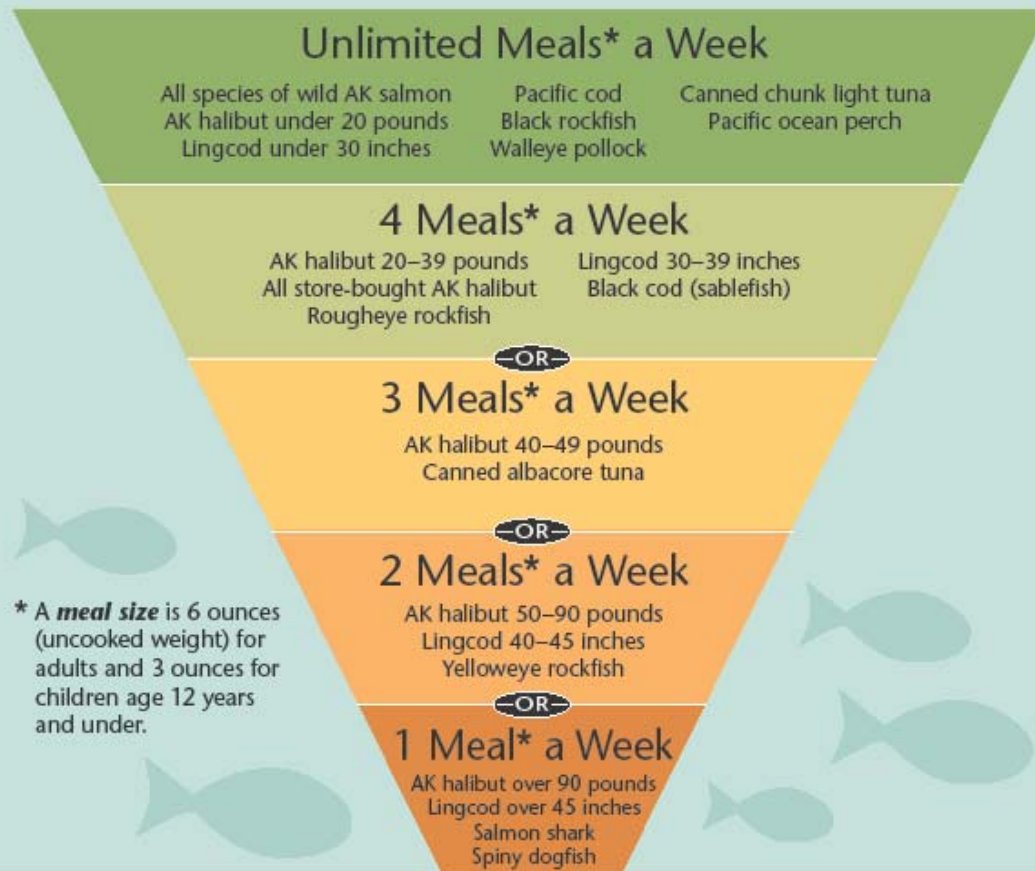 Unlimited Meals* a Week
All species of wild AK salmon
AK halibut under 20 pounds
Lingcod under 30 inches
Pacific cod
Black rockfish
Walleye pollock
Canned chunk light tuna
Pacific ocean perch
4 Meals* a Week
AK halibut 20–39 pounds
All store-bought AK halibut
Rougheye rockfish
Lingcod 30–39 inches
Black cod (sablefish)
OR
3 Meals* a Week
AK halibut 40–49 pounds
Canned albacore tuna
OR
2 Meals* a Week
AK halibut 50–90 pounds
Lingcod 40–45 inches
Yelloweye rockfish
OR
1 Meal* a Week
AK halibut over 90 pounds
Lingcod over 45 inches
Salmon shark
Spiny dogfish
* A meal size is 6 ounces
(uncooked weight) for
adults and 3 ounces for
children age 12 years
and under.